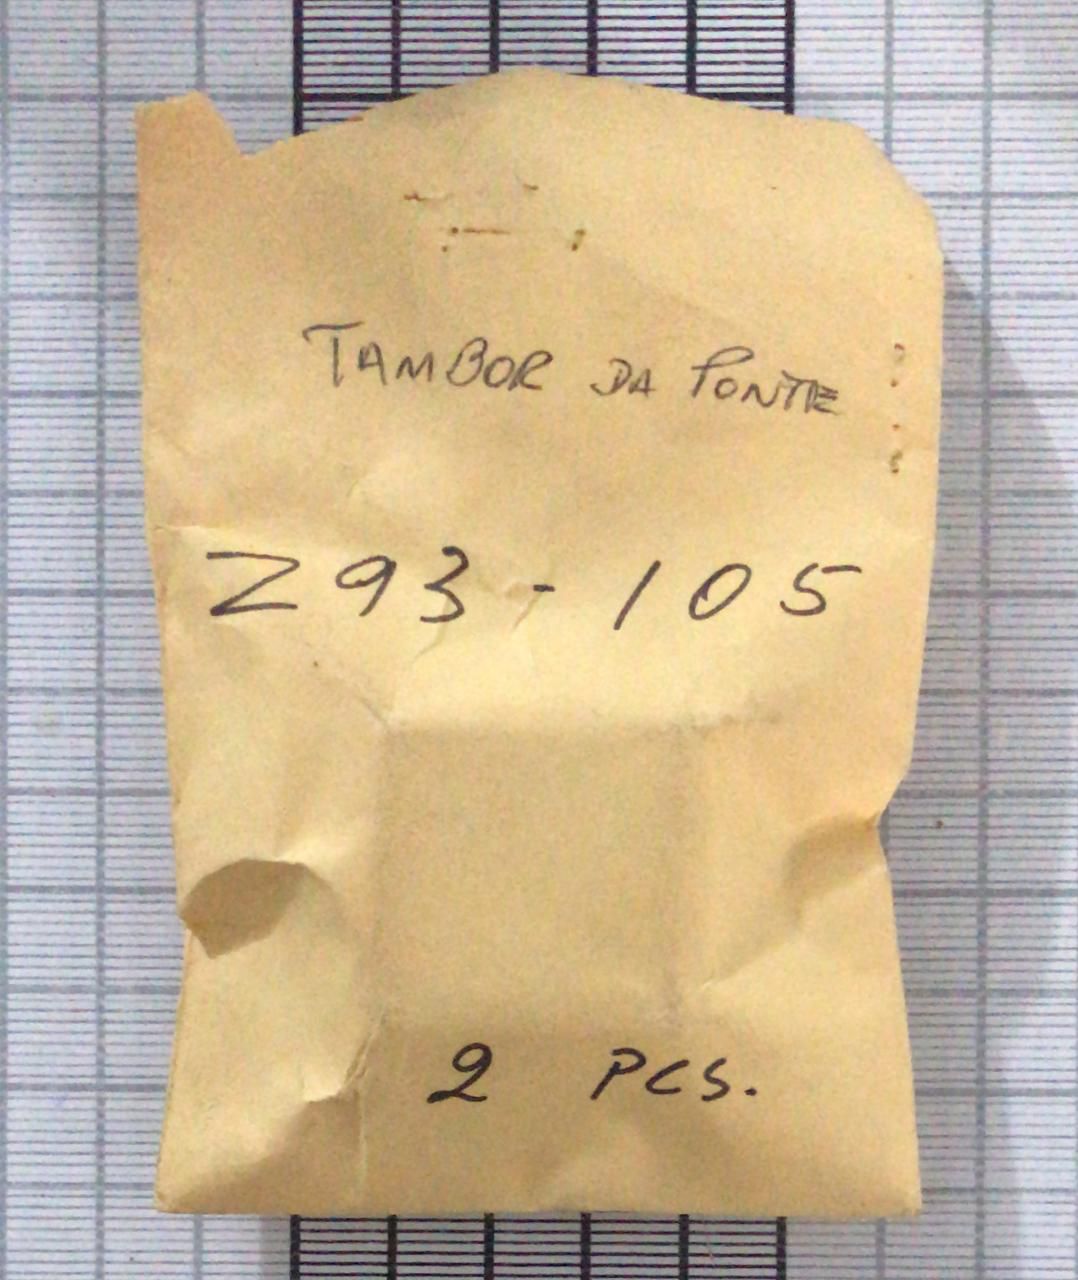 TAMBOR DA PONTE
Z93-105
2 PCS.